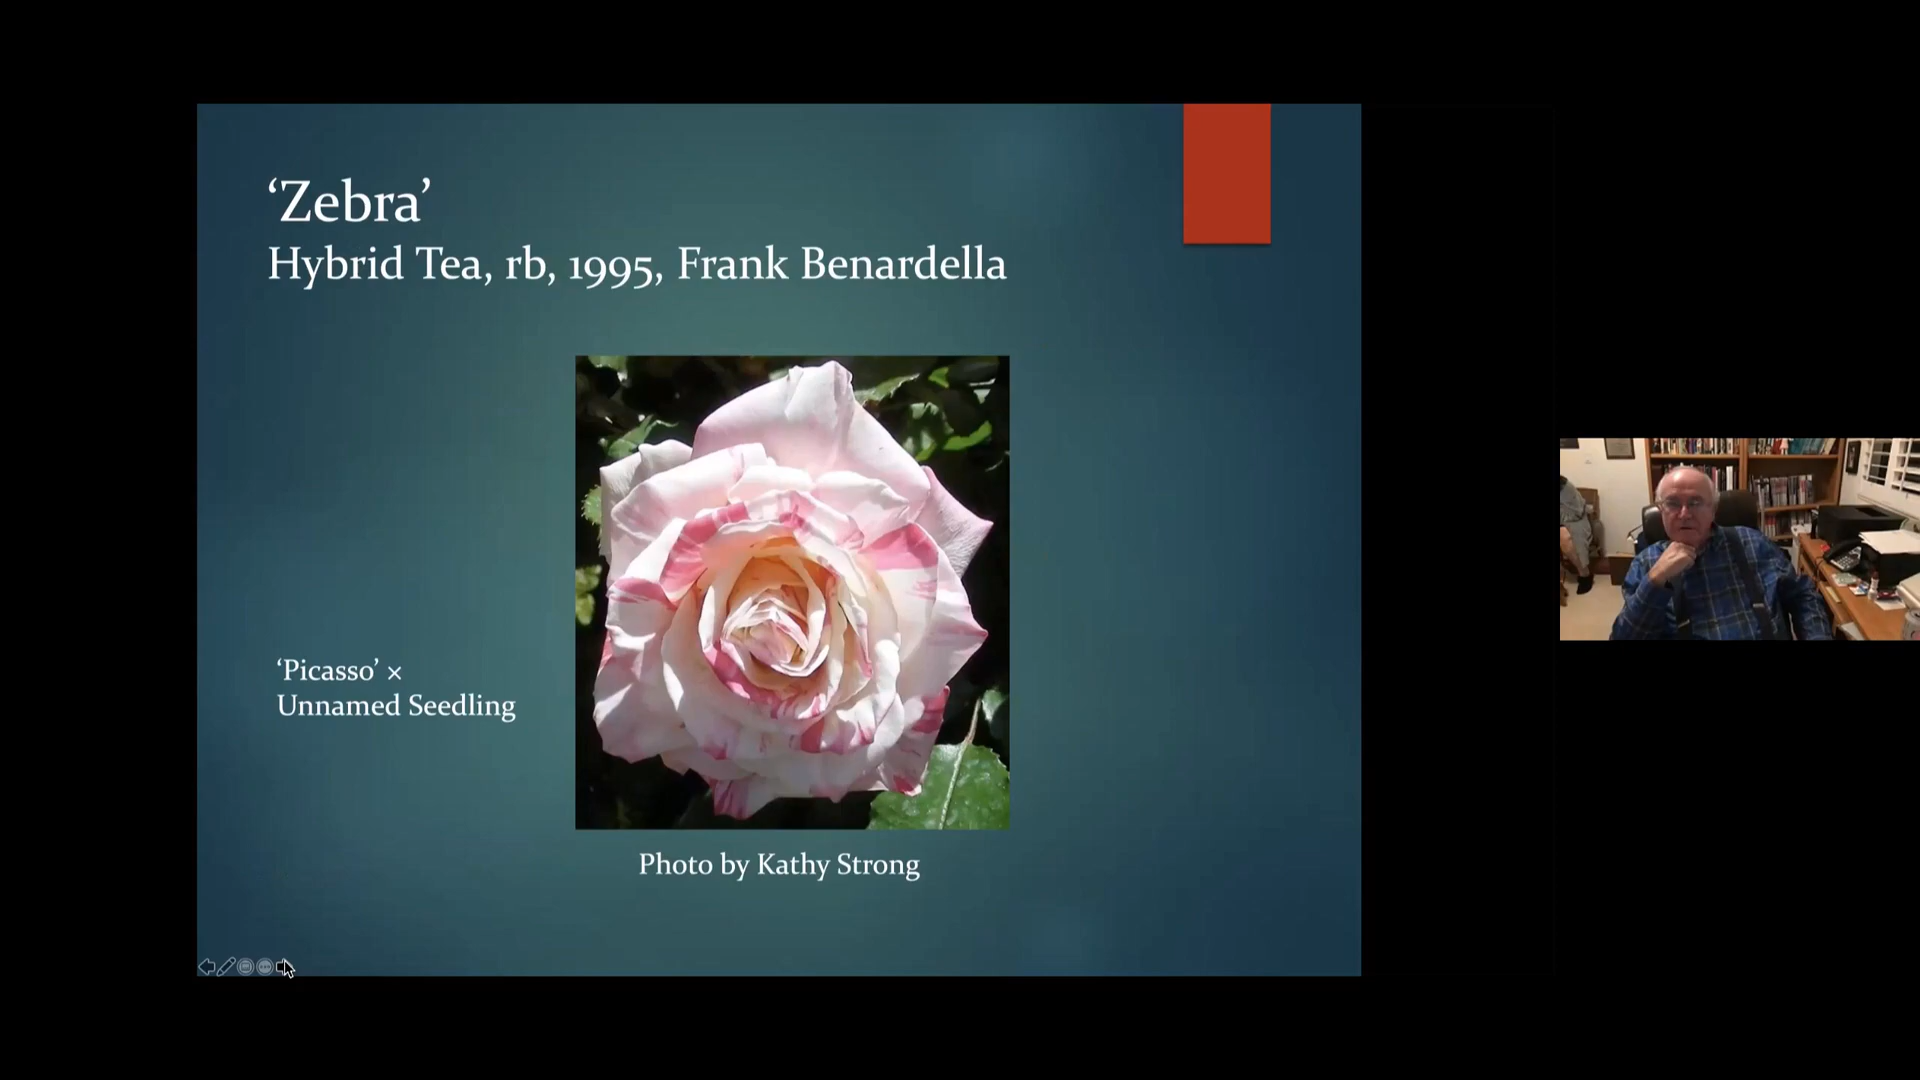 ‘Zebra’
Hybrid Tea, rb, 1995, Frank Benardella
‘Picasso’ ×
Unnamed Seedling
Photo by Kathy Strong